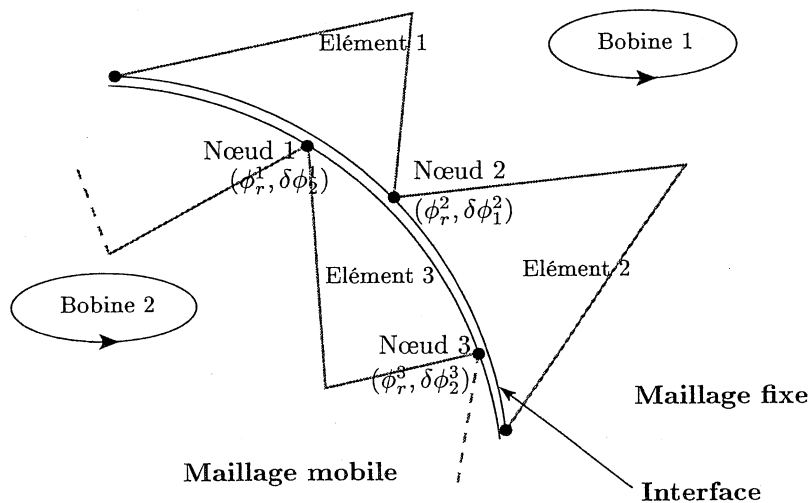 Elément 1
Bobine 1
Nœud 1
(ϕ_r^1, δϕ_2^1)
Nœud 2
(ϕ_r^2, δϕ_1^2)
Elément 2
Elément 3
Bobine 2
Nœud 3
(ϕ_r^3, δϕ_2^3)
Maillage fixe
Maillage mobile
Interface